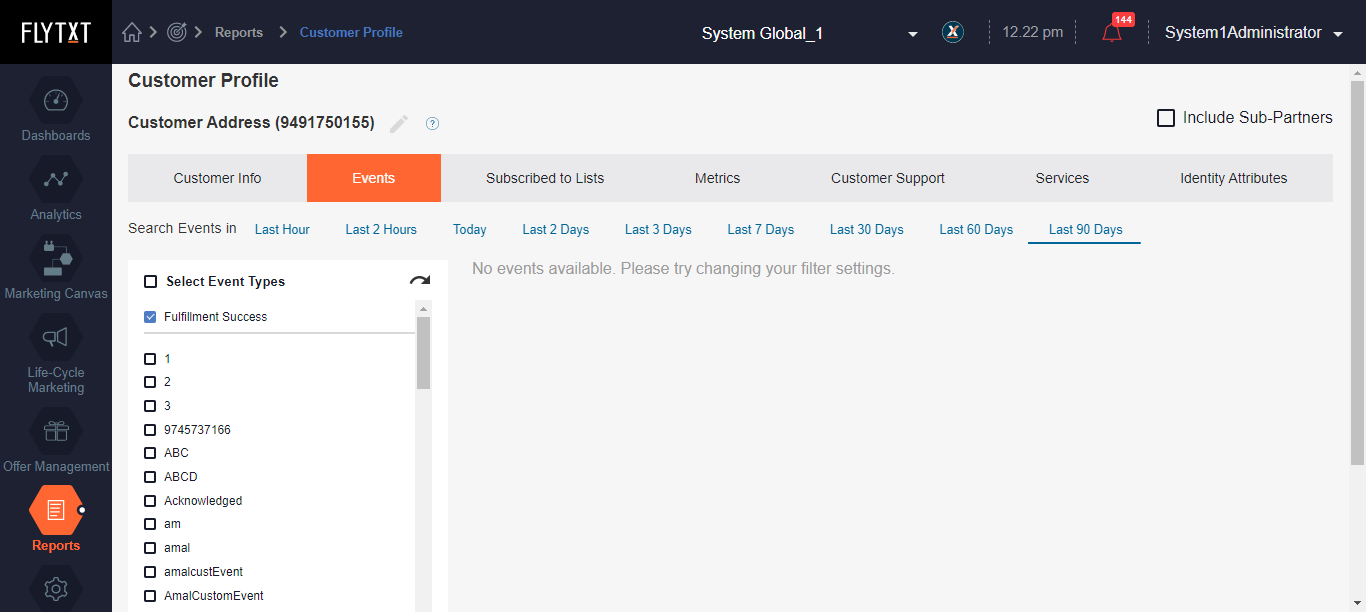 FLYTXT
Reports
Customer Profile
System Global_1
X
12.22 pm
144
System1Administrator
Dashboards
Analytics
Marketing Canvas
Life-Cycle
Marketing
Offer Management
Reports
Customer Profile
Customer Address (9491750155)
?
Include Sub-Partners
Customer Info
Events
Subscribed to Lists
Metrics
Customer Support
Services
Identity Attributes
Search Events in
Last Hour
Last 2 Hours
Today
Last 2 Days
Last 3 Days
Last 7 Days
Last 30 Days
Last 60 Days
Last 90 Days
Select Event Types
No events available. Please try changing your filter settings.
Fulfillment Success
1
2
3
9745737166
ABC
ABCD
Acknowledged
am
amal
amalcustEvent
AmalCustomEvent